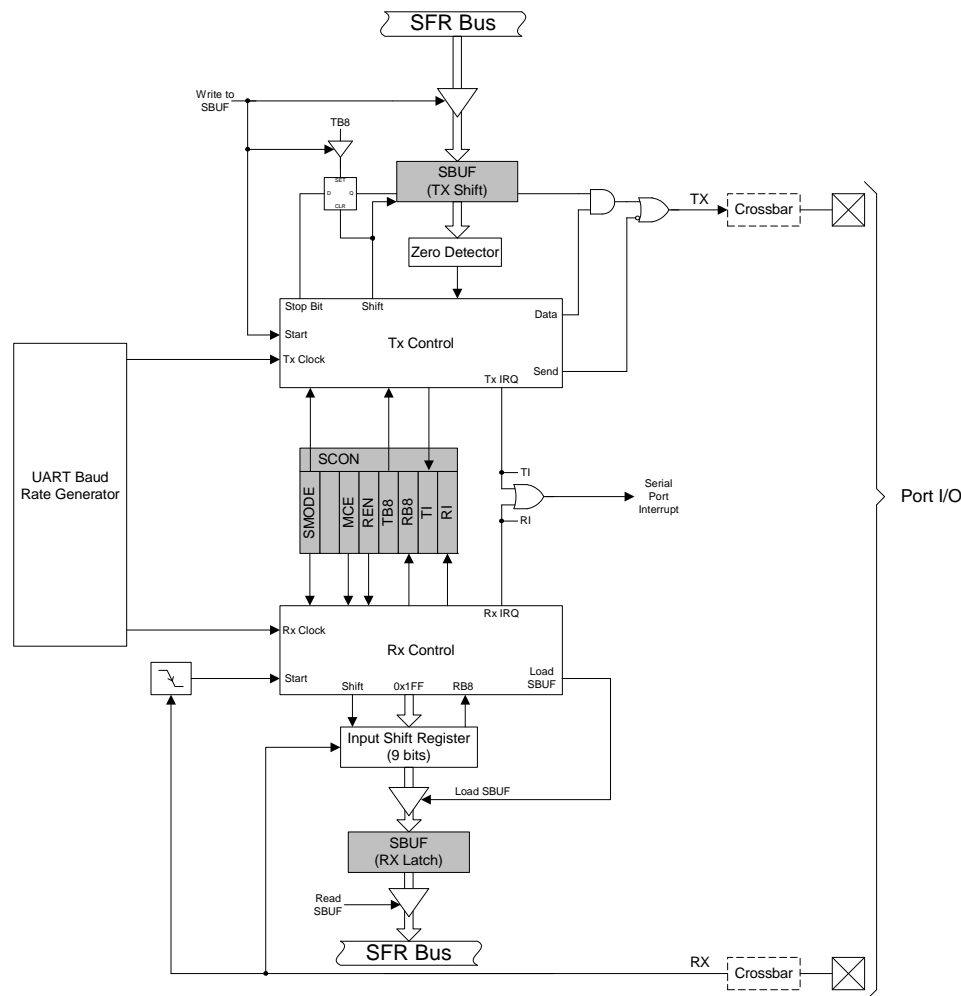 SFR Bus
Write to
SBUF
TB8
SET
D
Q
CLR
SBUF
(TX Shift)
TX
Crossbar
Zero Detector
Stop Bit
Shift
Data
Start
Tx Control
Tx Clock
Send
Tx IRQ
UART Baud
Rate Generator
SCON
SMODE
MCE
REN
TB8
RB8
TI
RI
TI
RI
Serial
Port
Interrupt
Port I/O
Rx IRQ
Rx Clock
Rx Control
Start
Load
SBUF
Shift
0x1FF
RB8
Input Shift Register
(9 bits)
Load SBUF
SBUF
(RX Latch)
Read
SBUF
SFR Bus
RX
Crossbar